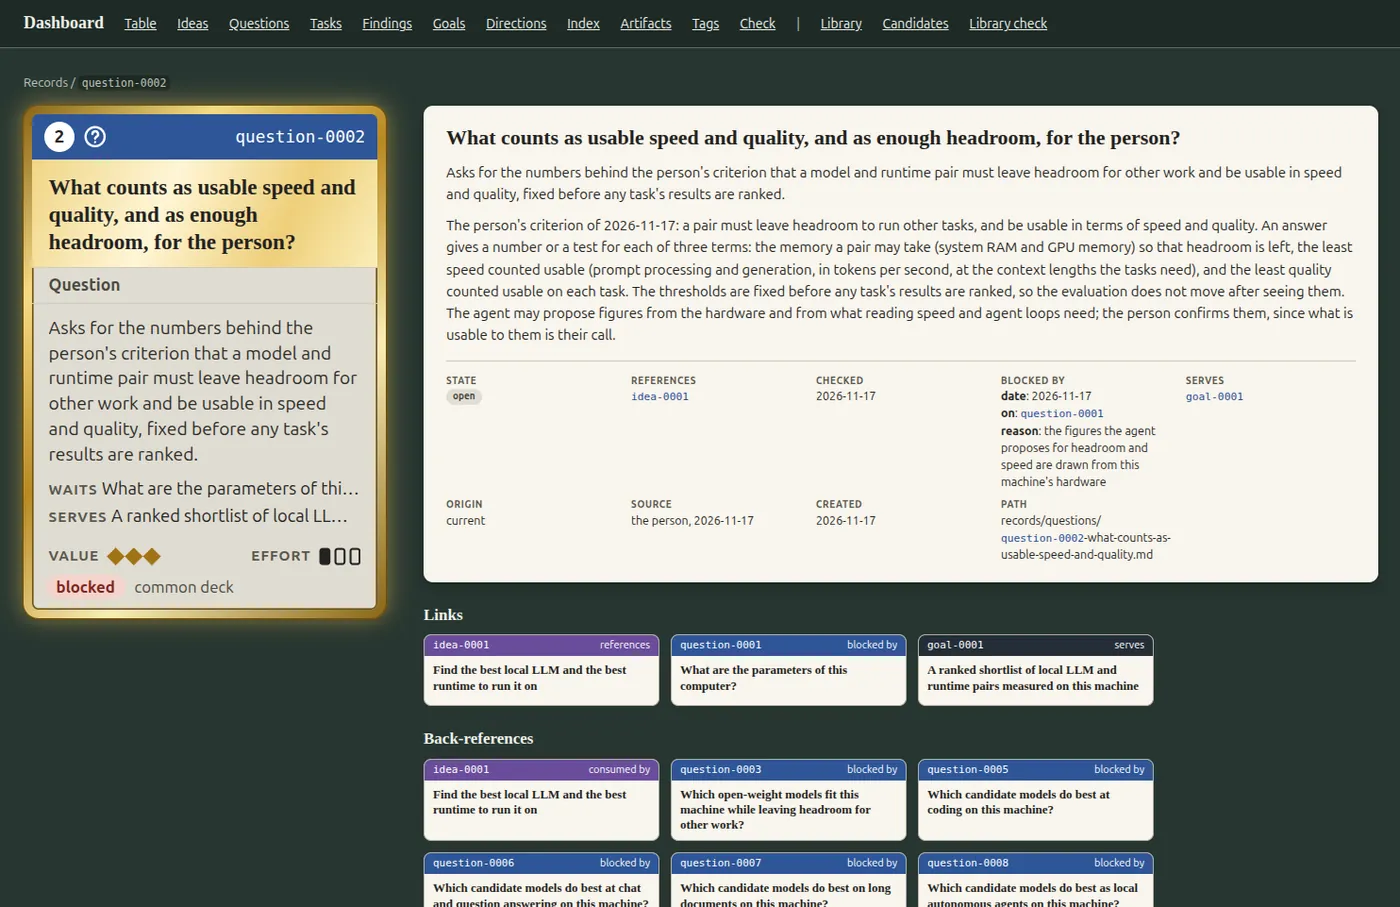 Dashboard Table Ideas Questions Tasks Findings Goals Directions Index Artifacts Tags Check | Library Candidates Library check
Records / question-0002
2 ? question-0002
What counts as usable speed and
quality, and as enough
headroom, for the person?
Question
Asks for the numbers behind the
person's criterion that a model and
runtime pair must leave headroom for
other work and be usable in speed
and quality, fixed before any task's
results are ranked.
WAITS What are the parameters of thi…
SERVES A ranked shortlist of local LL…
VALUE EFFORT
blocked common deck
What counts as usable speed and quality, and as enough headroom, for the person?
Asks for the numbers behind the person's criterion that a model and runtime pair must leave headroom for other work and be usable in speed
and quality, fixed before any task's results are ranked.
The person's criterion of 2026-11-17: a pair must leave headroom to run other tasks, and be usable in terms of speed and quality. An answer
gives a number or a test for each of three terms: the memory a pair may take (system RAM and GPU memory) so that headroom is left, the least
speed counted usable (prompt processing and generation, in tokens per second, at the context lengths the tasks need), and the least quality
counted usable on each task. The thresholds are fixed before any task's results are ranked, so the evaluation does not move after seeing them.
The agent may propose figures from the hardware and from what reading speed and agent loops need; the person confirms them, since what is
usable to them is their call.
STATE
open
REFERENCES
idea-0001
CHECKED
2026-11-17
BLOCKED BY
date: 2026-11-17
on: question-0001
reason: the figures the agent
proposes for headroom and
speed are drawn from this
machine's hardware
SERVES
goal-0001
ORIGIN
current
SOURCE
the person, 2026-11-17
CREATED
2026-11-17
PATH
records/questions/
question-0002-what-counts-as-
usable-speed-and-quality.md
Links
idea-0001 references
Find the best local LLM and the best
runtime to run it on
question-0001 blocked by
What are the parameters of this
computer?
goal-0001 serves
A ranked shortlist of local LLM and
runtime pairs measured on this machine
Back-references
idea-0001 consumed by
Find the best local LLM and the best
runtime to run it on
question-0003 blocked by
Which open-weight models fit this
machine while leaving headroom for
other work?
question-0005 blocked by
Which candidate models do best at
coding on this machine?
question-0006 blocked by
Which candidate models do best at chat
and question answering on this machine?
question-0007 blocked by
Which candidate models do best on long
documents on this machine?
question-0008 blocked by
Which candidate models do best as local
autonomous agents on this machine?